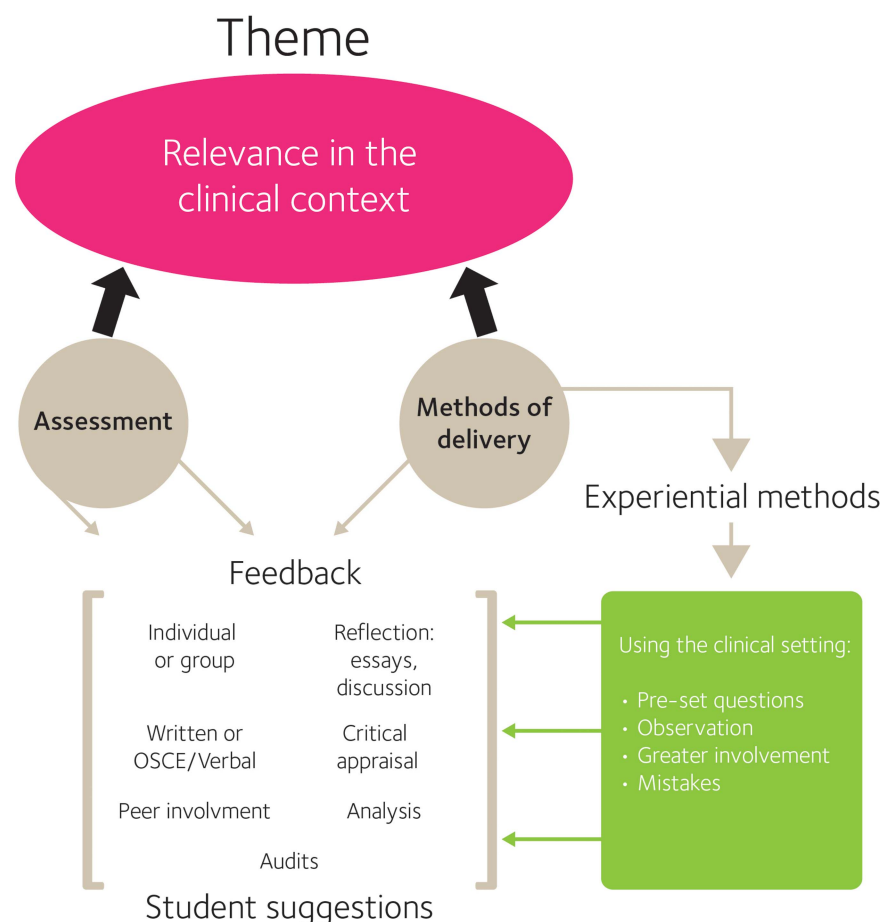 Theme
Relevance in the
clinical context
Assessment
Methods of
delivery
Experiential methods
Feedback
Individual
or group
Reflection:
essays,
discussion
Written or
OSCE/Verbal
Critical
appraisal
Peer involvment
Analysis
Audits
Student suggestions
Using the clinical setting:
• Pre-set questions
• Observation
• Greater involvement
• Mistakes